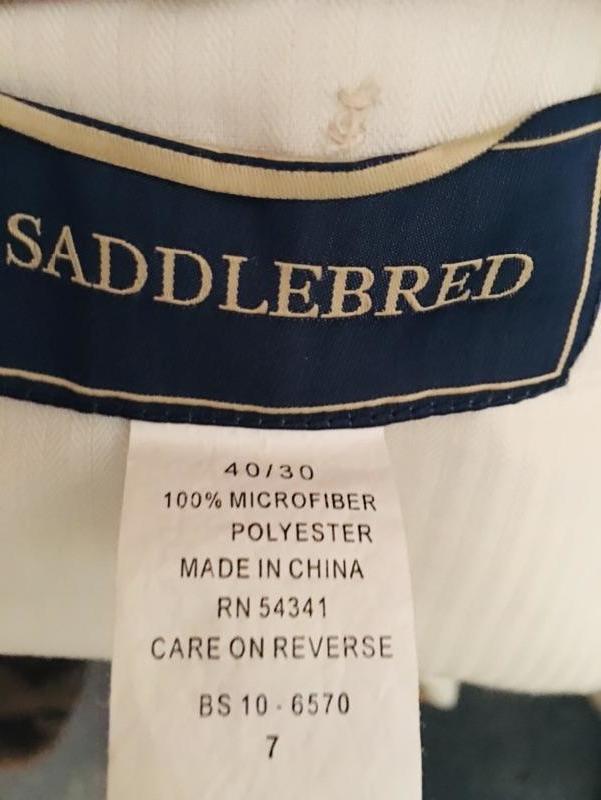 SADDLEBRED
40/30
100% MICROFIBER
POLYESTER
MADE IN CHINA
RN 54341
CARE ON REVERSE
BS 10 - 6570
7